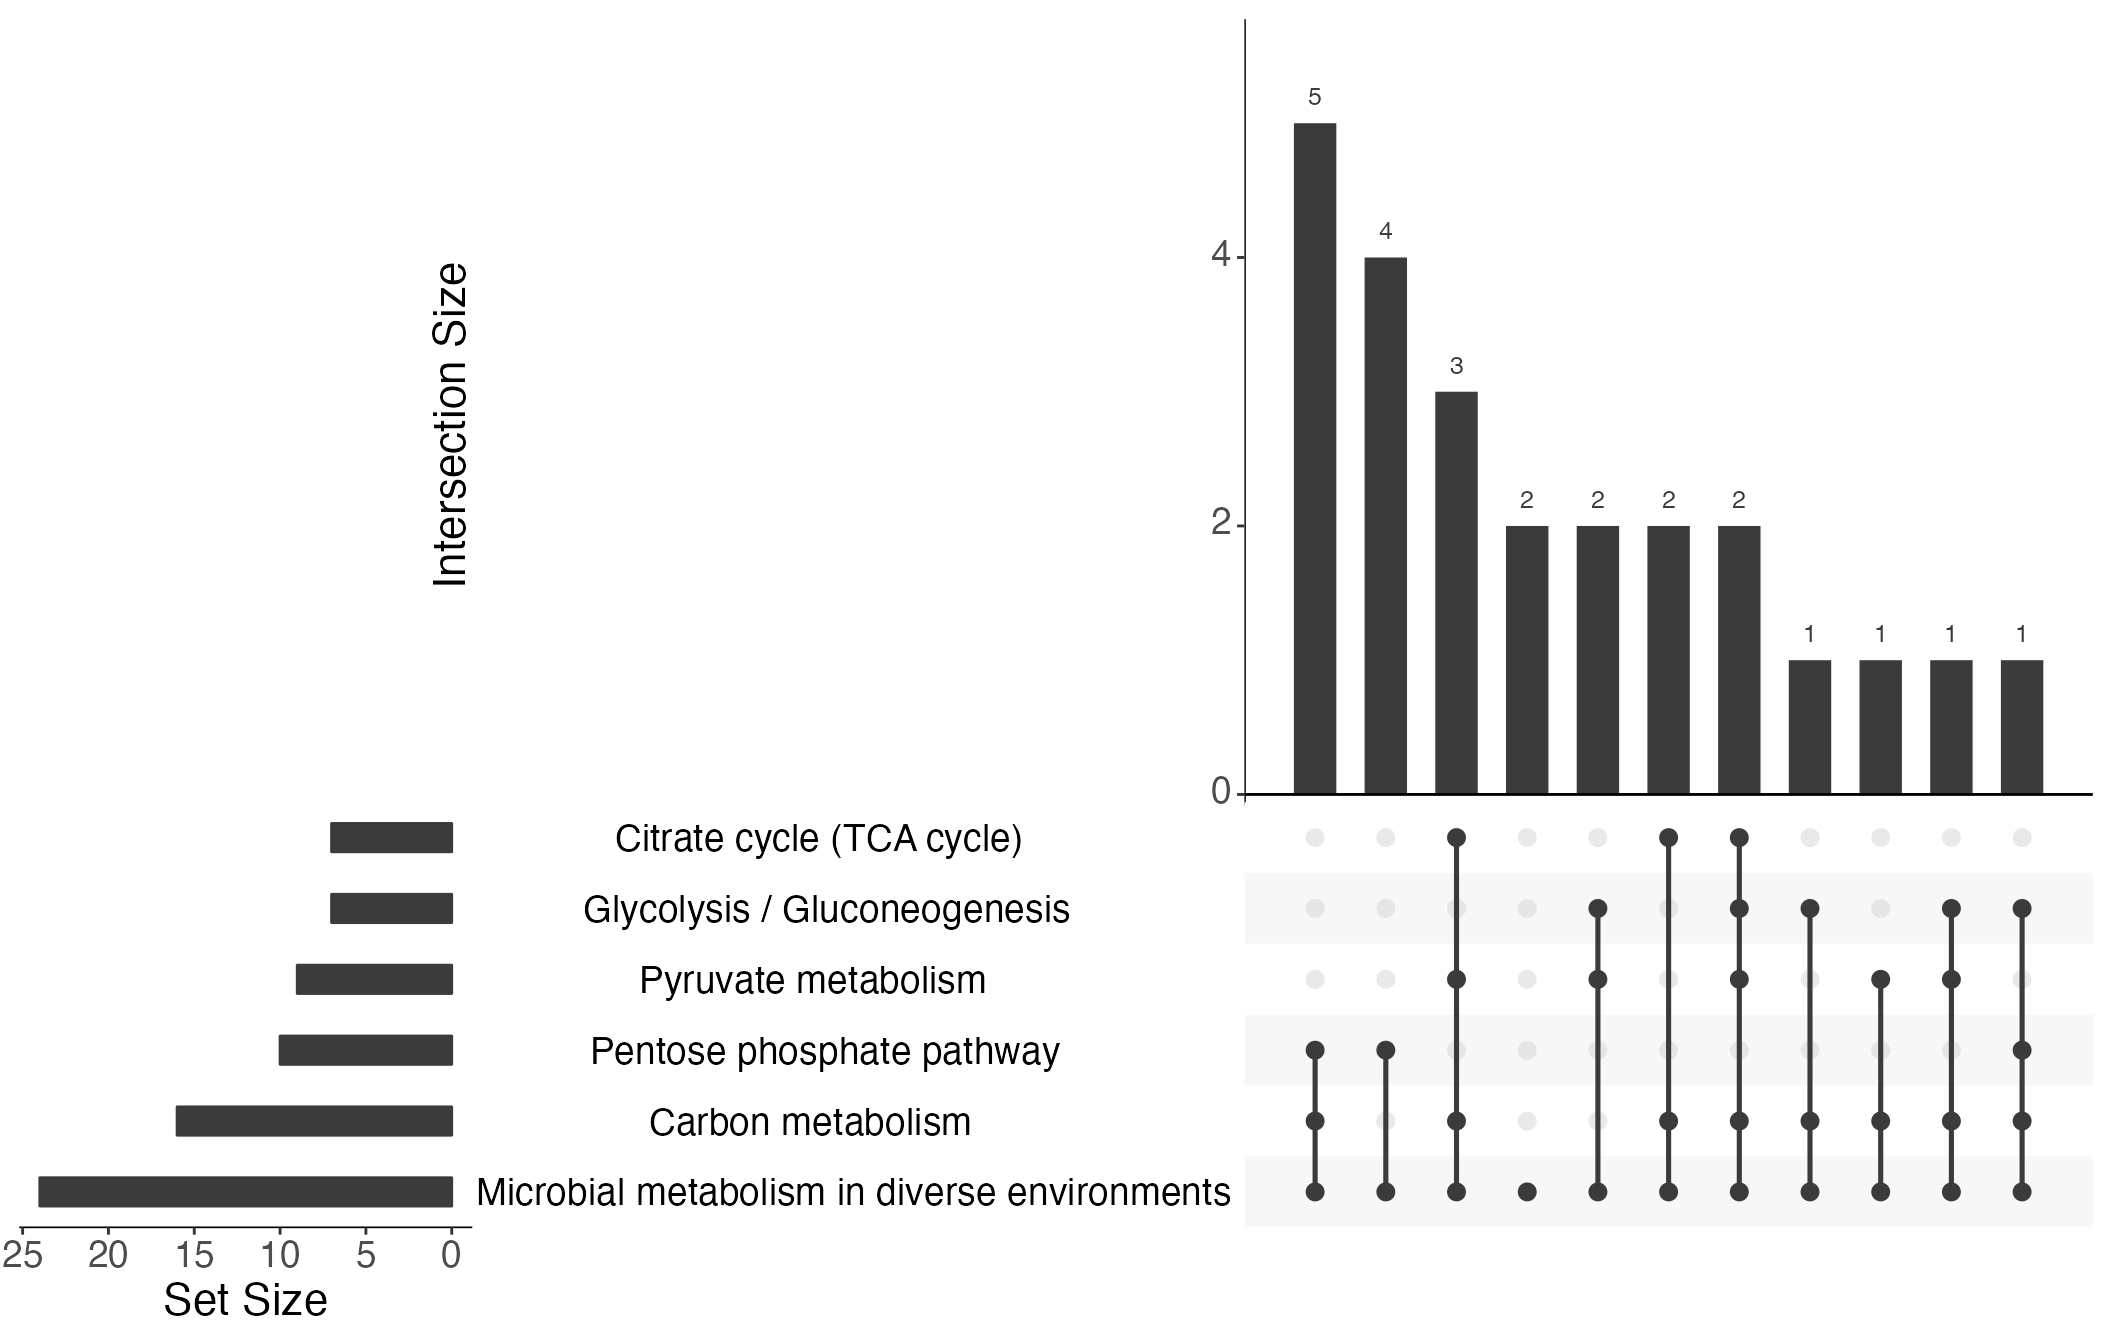 Intersection Size
4
2
0
5
4
3
2
2
2
2
1
1
1
1
Citrate cycle (TCA cycle)
Glycolysis / Gluconeogenesis
Pyruvate metabolism
Pentose phosphate pathway
Carbon metabolism
Microbial metabolism in diverse environments
25 20 15 10 5 0
Set Size